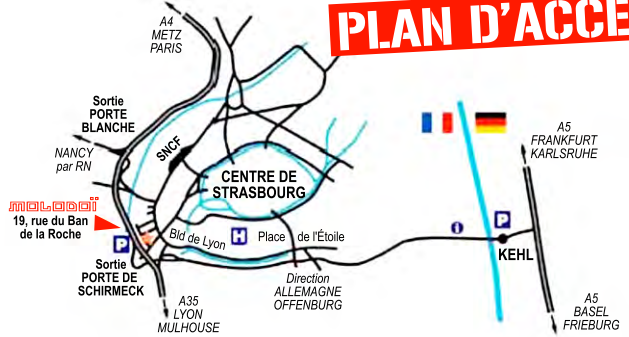 PLAN D'ACCE
A4
METZ
PARIS
Sortie
PORTE
BLANCHE
NANCY
par RN
SNCF
CENTRE DE
STRASBOURG
A5
FRANKFURT
KARLSRUHE
MOLODOÏ
19, rue du Ban
de la Roche
P
Bid de Lyon
H
Place de l'Étoile
i
P
KEHL
Sortie
PORTE DE
SCHIRMECK
Direction
ALLEMAGNE
OFFENBURG
A35
LYON
MULHOUSE
A5
BASEL
FRIEBURG